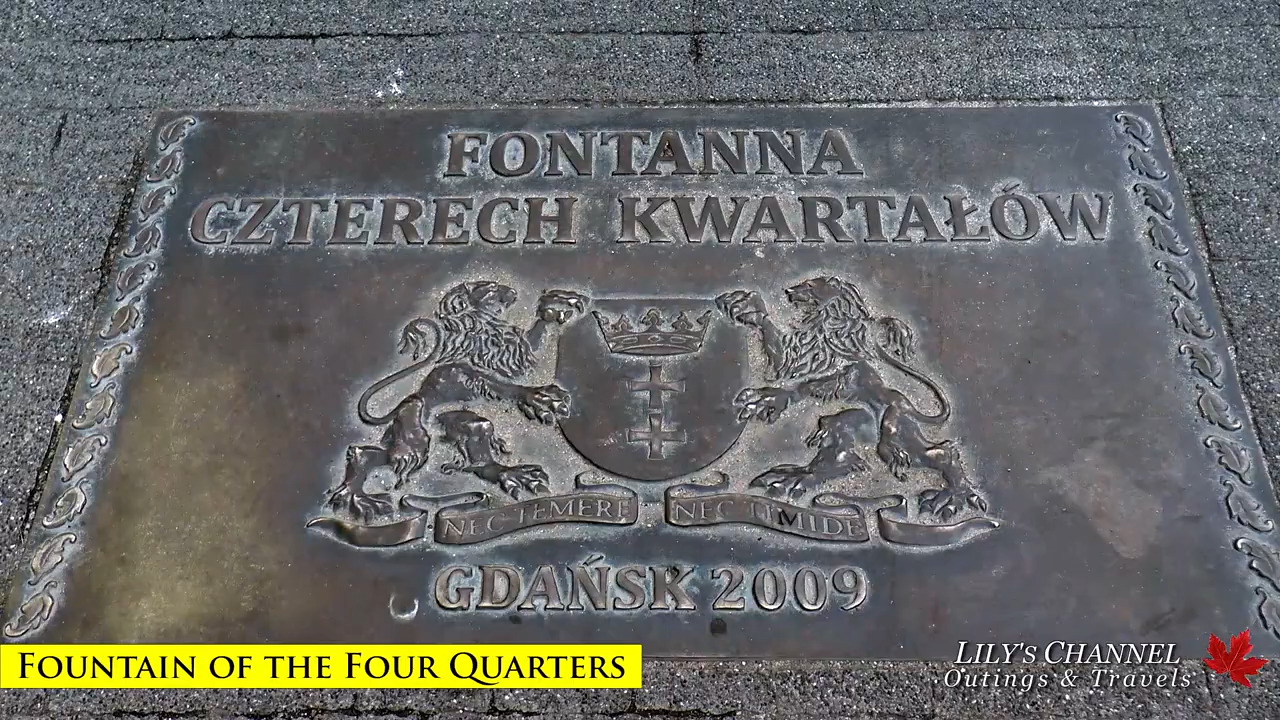 FONTANNA
CZTERECH KWARTAŁÓW
NEC TEMERE NEC TIMIDE
GDAŃSK 2009
FOUNTAIN OF THE FOUR QUARTERS
LILY'S CHANNEL
Outings & Travels